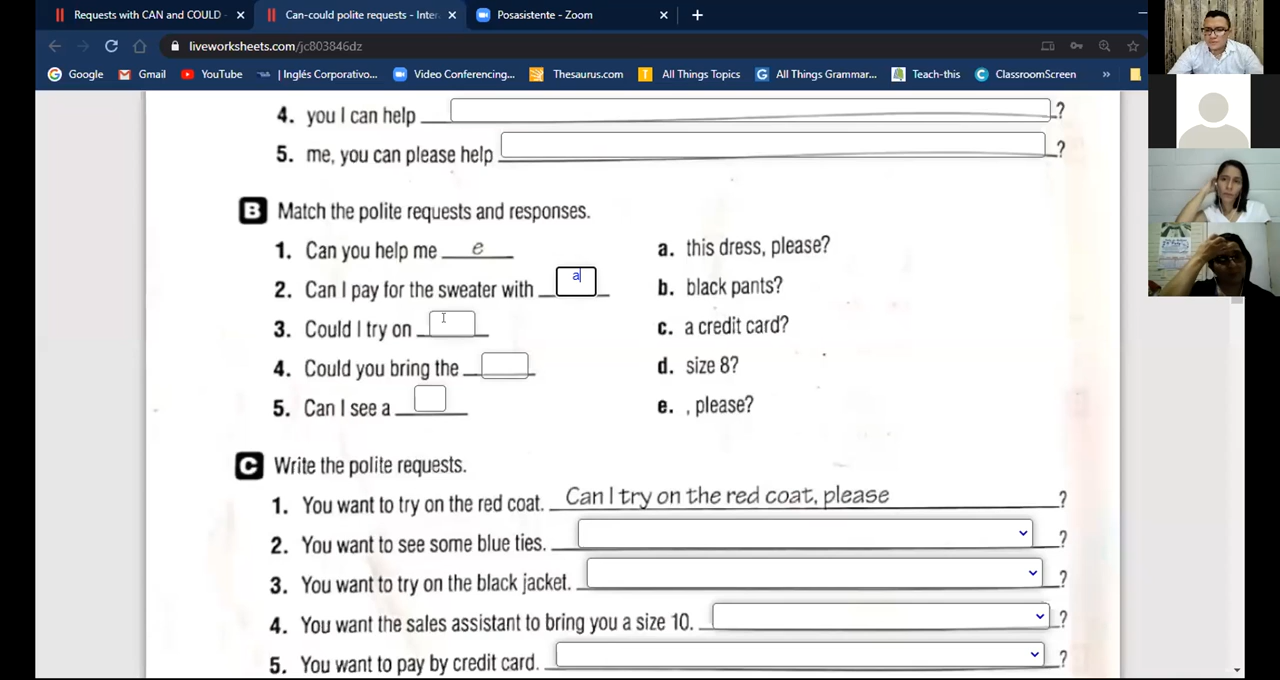 Requests with CAN and COULD -
Can-could polite requests - Inter
Posasistente - Zoom
liveworksheets.com/jc803846dz
Google
Gmail
YouTube
| Inglés Corporativo...
Video Conferencing...
Thesaurus.com
All Things Topics
All Things Grammar...
Teach-this
ClassroomScreen
4. you I can help ?
5. me, you can please help ?
B Match the polite requests and responses.
1. Can you help me e
a. this dress, please?
2. Can I pay for the sweater with a
b. black pants?
3. Could I try on
c. a credit card?
4. Could you bring the
d. size 8?
5. Can I see a
e. , please?
C Write the polite requests.
1. You want to try on the red coat. Can I try on the red coat, please ?
2. You want to see some blue ties. ?
3. You want to try on the black jacket. ?
4. You want the sales assistant to bring you a size 10. ?
5. You want to pay by credit card. ?